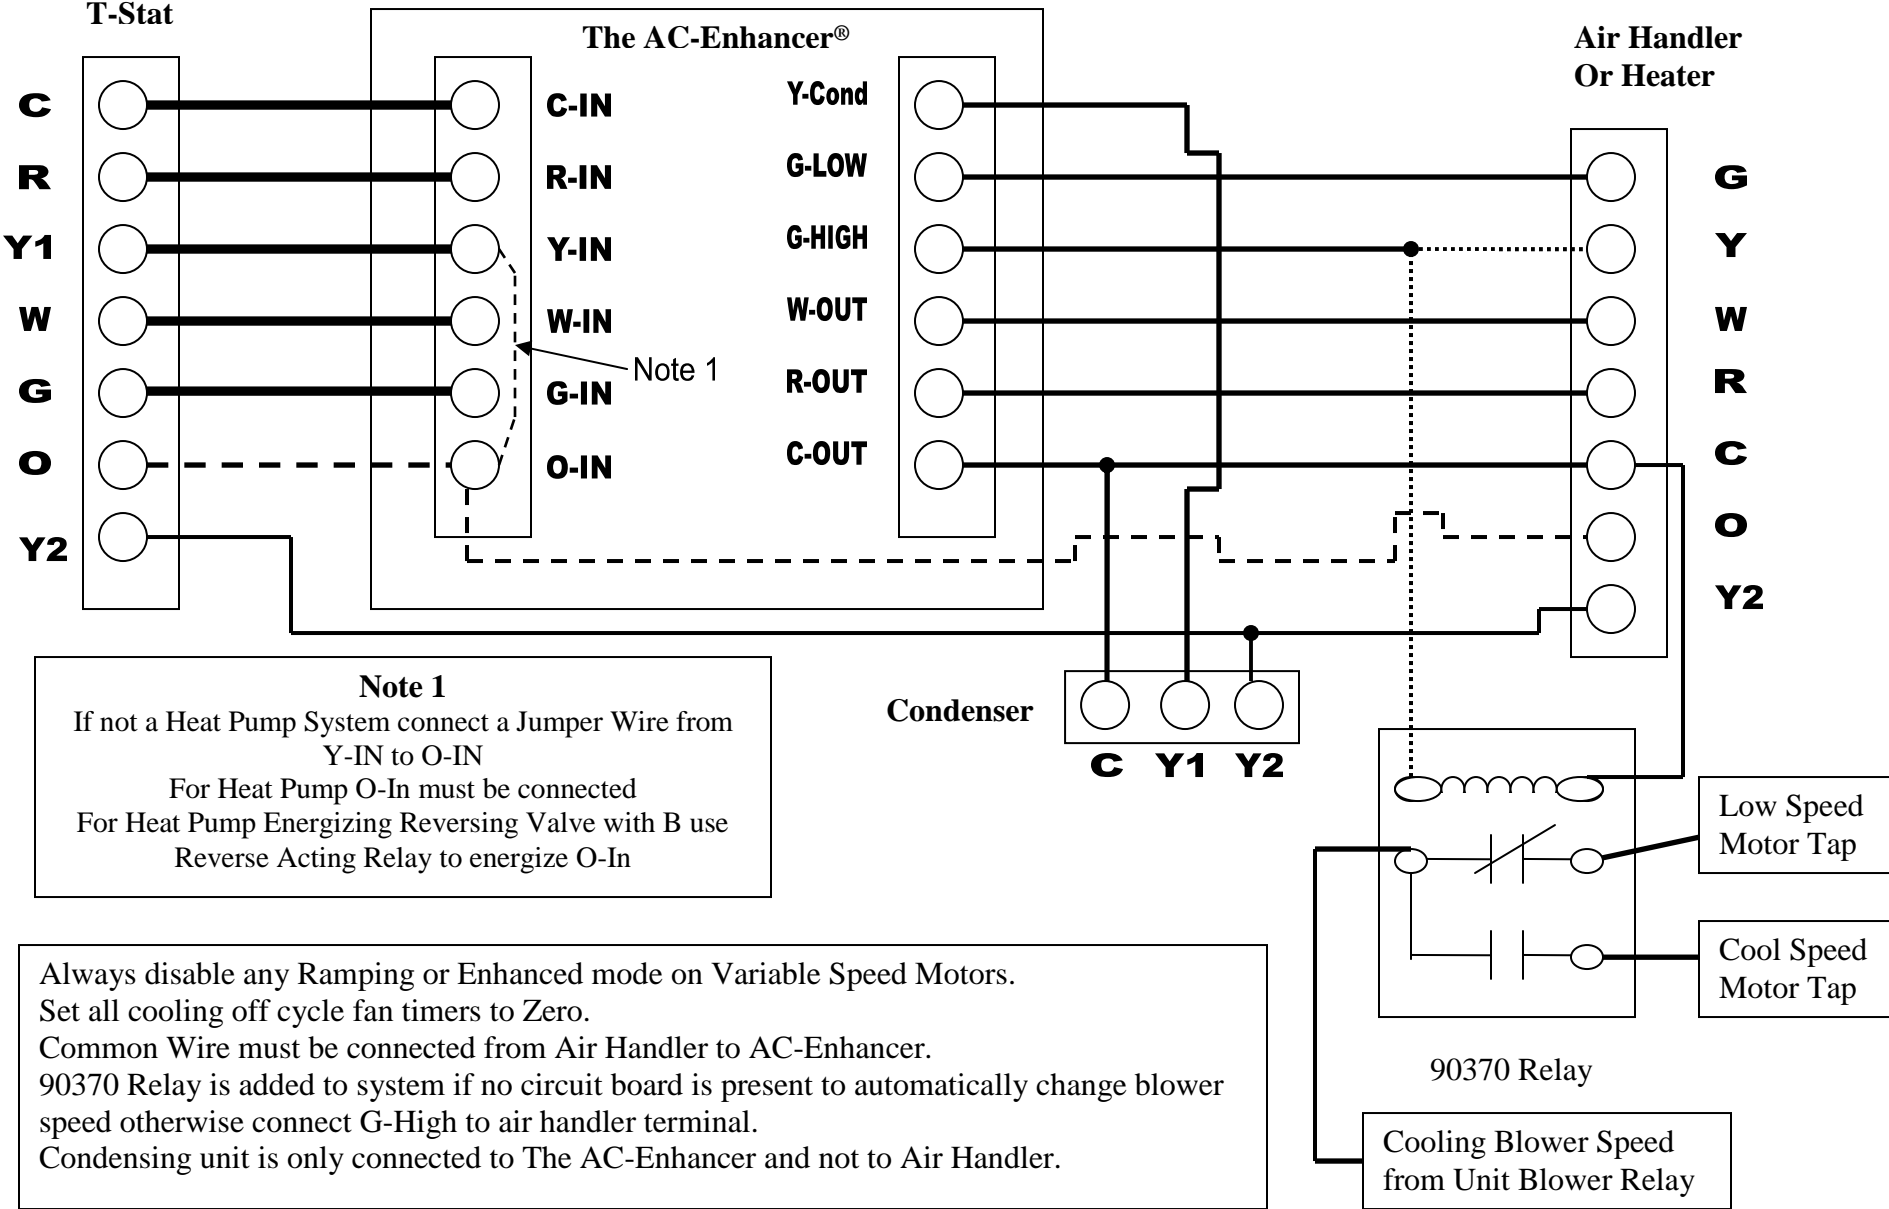 T-Stat
The AC-Enhancer®
Air Handler
Or Heater
C
R
Y1
W
G
O
Y2
C-IN
R-IN
Y-IN
W-IN
G-IN
O-IN
Note 1
Y-Cond
G-LOW
G-HIGH
W-OUT
R-OUT
C-OUT
G
Y
W
R
C
O
Y2
Note 1
If not a Heat Pump System connect a Jumper Wire from
Y-IN to O-IN
For Heat Pump O-In must be connected
For Heat Pump Energizing Reversing Valve with B use
Reverse Acting Relay to energize O-In
Condenser
C Y1 Y2
Low Speed
Motor Tap
Cool Speed
Motor Tap
90370 Relay
Cooling Blower Speed
from Unit Blower Relay
Always disable any Ramping or Enhanced mode on Variable Speed Motors.
Set all cooling off cycle fan timers to Zero.
Common Wire must be connected from Air Handler to AC-Enhancer.
90370 Relay is added to system if no circuit board is present to automatically change blower
speed otherwise connect G-High to air handler terminal.
Condensing unit is only connected to The AC-Enhancer and not to Air Handler.